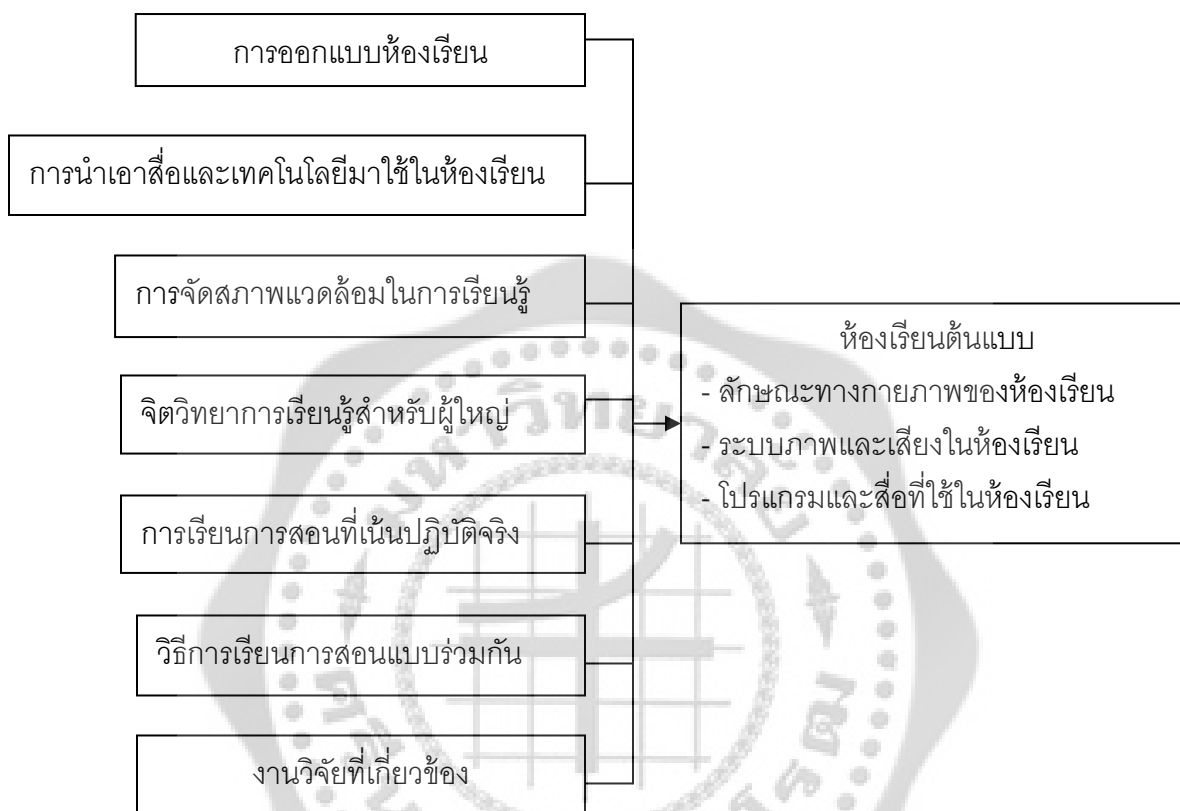 การออกแบบห้องเรียน
การนำเอาสื่อและเทคโนโลยีมาใช้ในห้องเรียน
การจัดสภาพแวดล้อมในการเรียนรู้
จิตวิทยาการเรียนรู้สำหรับผู้ใหญ่
การเรียนการสอนที่เน้นปฏิบัติจริง
วิธีการเรียนการสอนแบบร่วมกัน
งานวิจัยที่เกี่ยวข้อง
ห้องเรียนต้นแบบ
- ลักษณะทางกายภาพของห้องเรียน
- ระบบภาพและเสียงในห้องเรียน
- โปรแกรมและสื่อที่ใช้ในห้องเรียน
มหาวิทยาลัย